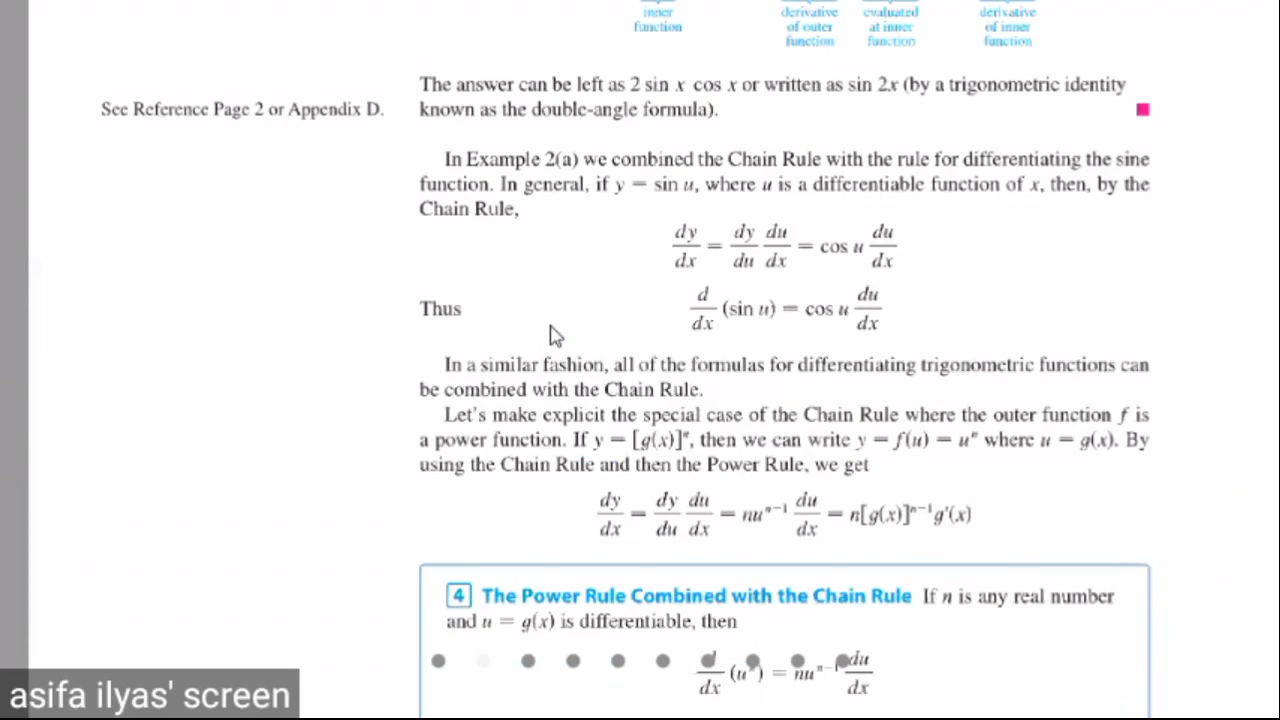 inner
function
derivative
of outer
function
evaluated
at inner
function
derivative
of inner
function
The answer can be left as 2 sin x cos x or written as sin 2x (by a trigonometric identity
See Reference Page 2 or Appendix D.
known as the double-angle formula).
In Example 2(a) we combined the Chain Rule with the rule for differentiating the sine
function. In general, if y = sin u, where u is a differentiable function of x, then, by the
Chain Rule,
dy/dx = dy/du du/dx = cos u du/dx
Thus d/dx (sin u) = cos u du/dx
In a similar fashion, all of the formulas for differentiating trigonometric functions can
be combined with the Chain Rule.
Let's make explicit the special case of the Chain Rule where the outer function f is
a power function. If y = [g(x)]ⁿ, then we can write y = f(u) = uⁿ where u = g(x). By
using the Chain Rule and then the Power Rule, we get
dy/dx = dy/du du/dx = nuⁿ⁻¹ du/dx = n[g(x)]ⁿ⁻¹g'(x)
4 The Power Rule Combined with the Chain Rule If n is any real number
and u = g(x) is differentiable, then
d/dx (uⁿ) = nuⁿ⁻¹ du/dx
asifa ilyas' screen